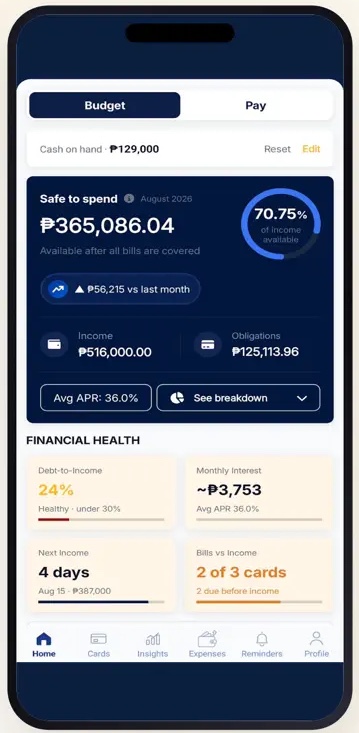 Budget
Pay
Cash on hand · ₱129,000
Reset
Edit
Safe to spend
August 2026
₱365,086.04
Available after all bills are covered
70.75%
of income
available
▲ ₱56,215 vs last month
Income
₱516,000.00
Obligations
₱125,113.96
Avg APR: 36.0%
See breakdown
FINANCIAL HEALTH
Debt-to-Income
24%
Healthy · under 30%
Monthly Interest
~₱3,753
Avg APR 36.0%
Next Income
4 days
Aug 15 · ₱387,000
Bills vs Income
2 of 3 cards
2 due before income
Home
Cards
Insights
Expenses
Reminders
Profile